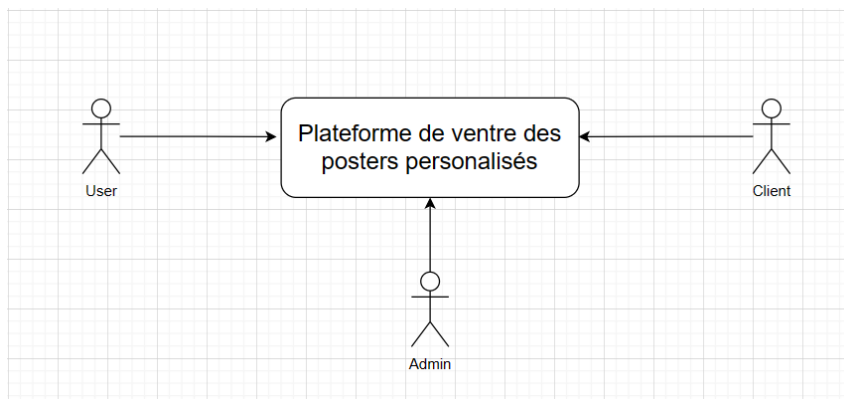 Plateforme de ventre des
posters personalisés
User
Client
Admin